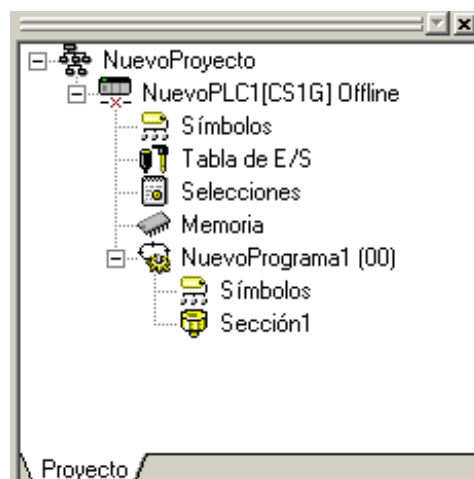 NuevoProyecto
NuevoPLC1[CS1G] Offline
Símbolos
Tabla de E/S
Selecciones
Memoria
NuevoPrograma1 (00)
Símbolos
Sección1
Proyecto